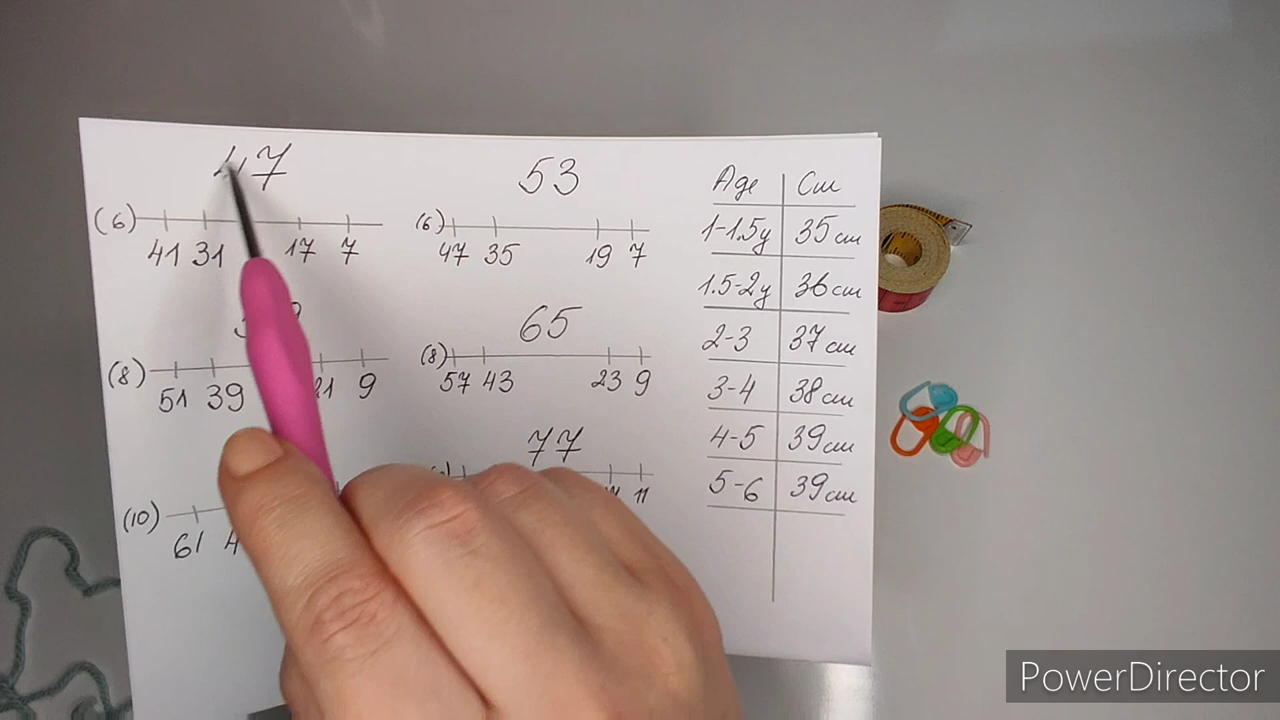 47
(6) 41 31 17 7
(8) 51 39 21 9
(10) 61
53
(6) 47 35 19 7
65
(8) 57 43 23 9
77
11
Age Cm
1-1.5y 35 cm
1.5-2y 36 cm
2-3 37 cm
3-4 38 cm
4-5 39 cm
5-6 39 cm
PowerDirector